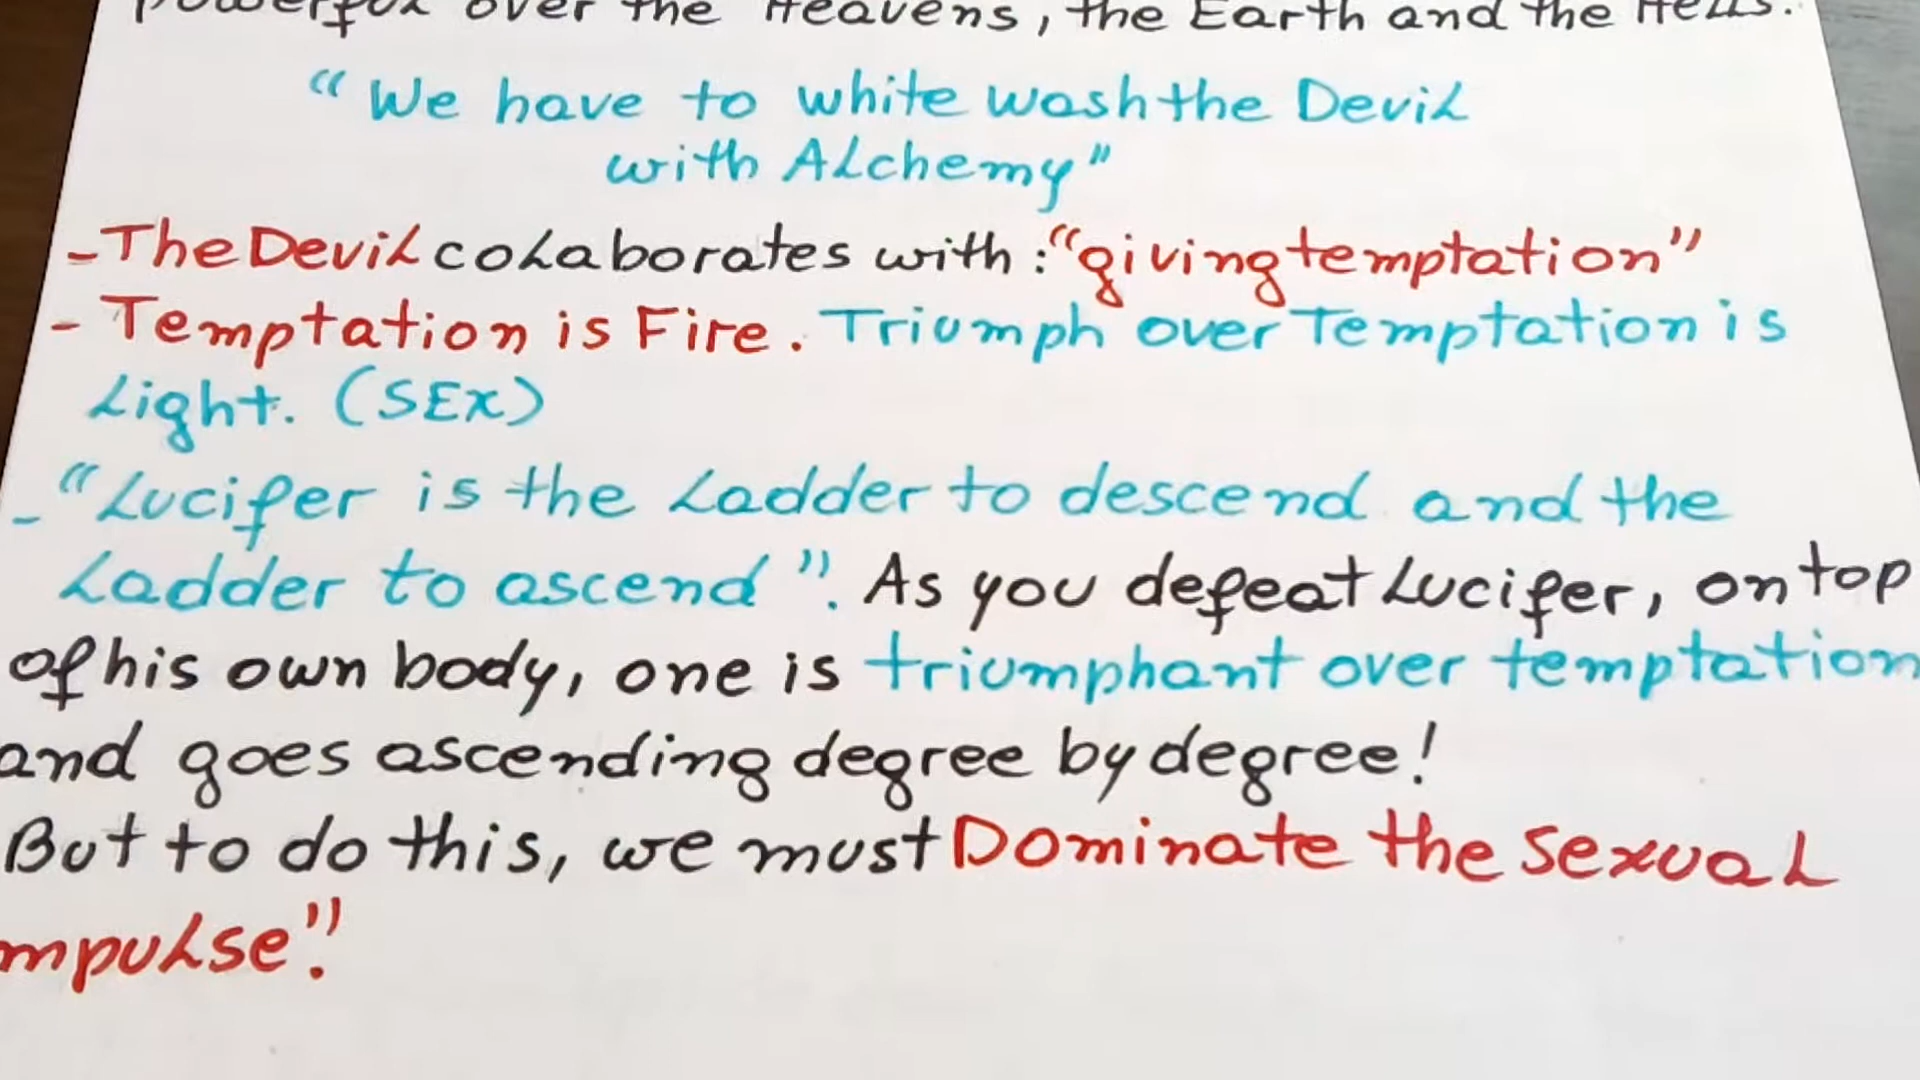 powerful over the Heavens, the Earth and the Hells.
"We have to white wash the Devil
with Alchemy"
- The Devil colaborates with: "giving temptation"
- Temptation is Fire. Triumph over Temptation is
Light. (SEx)
- "Lucifer is the Ladder to descend and the
Ladder to ascend". As you defeat Lucifer, on top
of his own body, one is triumphant over temptation
and goes ascending degree by degree!
But to do this, we must Dominate the sexual
mpulse".